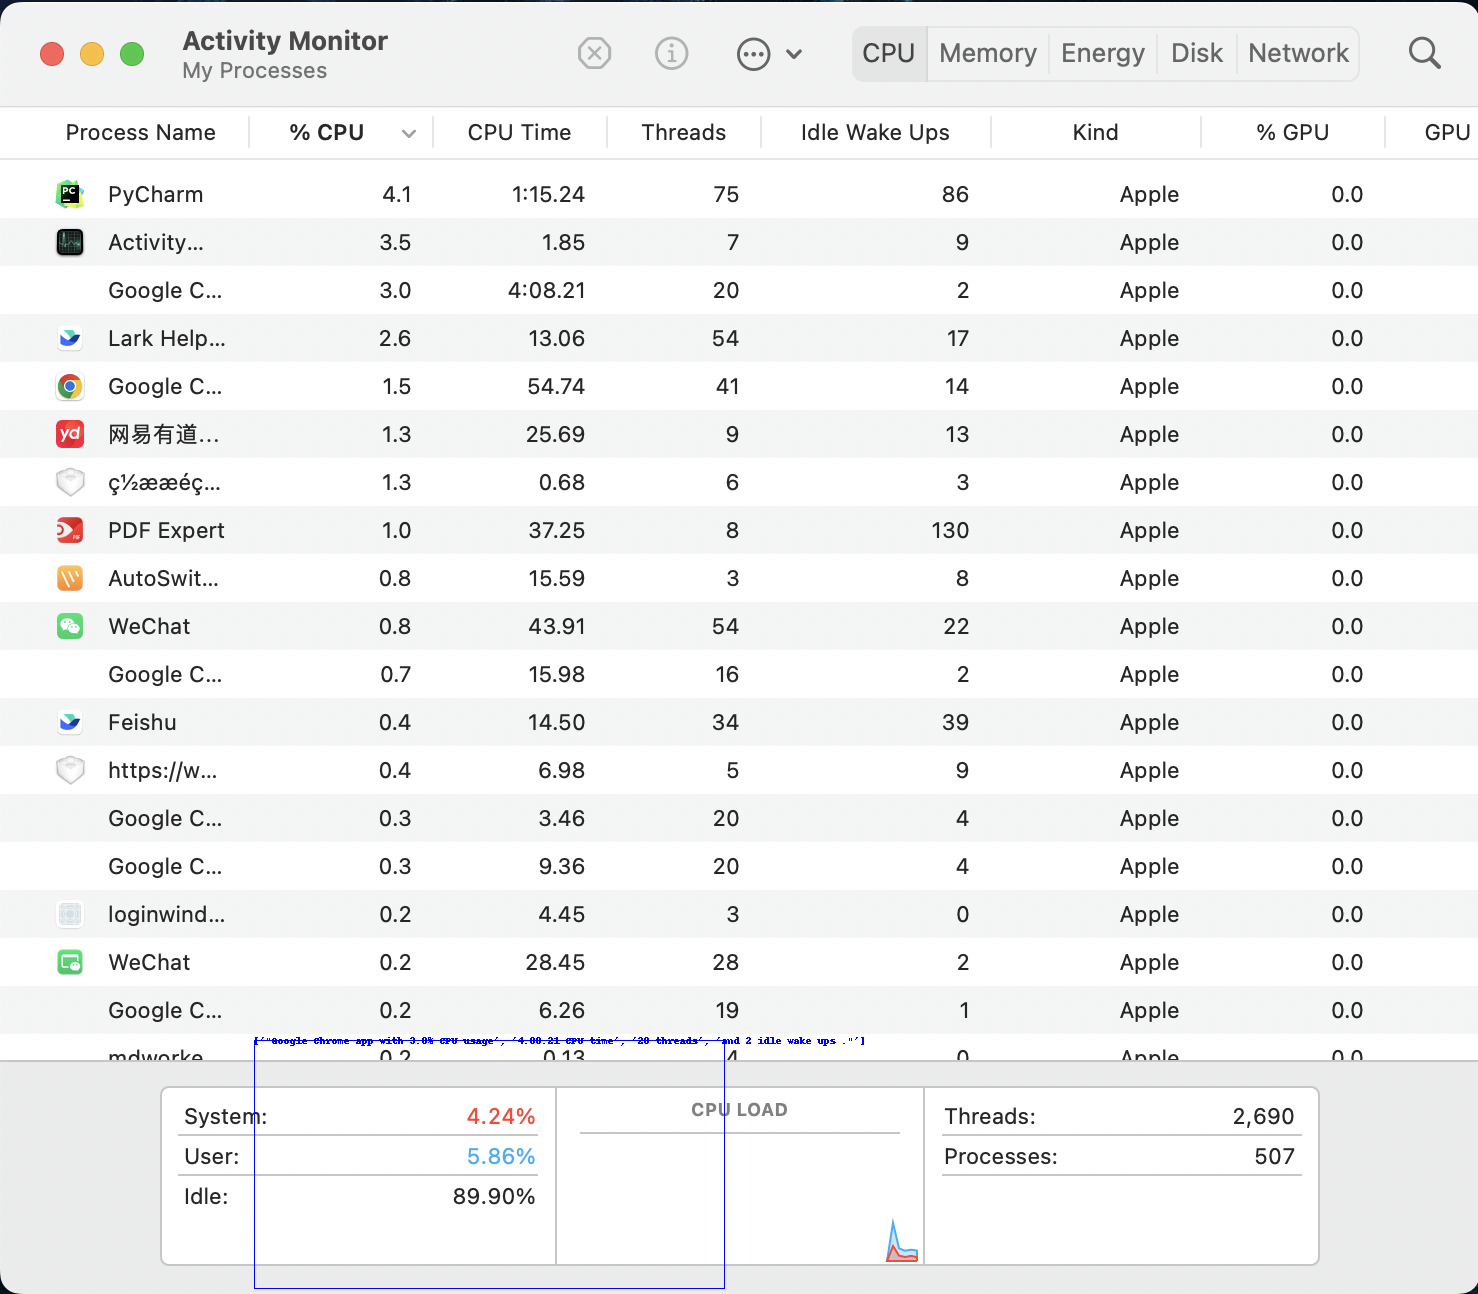 Activity Monitor
My Processes
CPU Memory Energy Disk Network
Process Name % CPU CPU Time Threads Idle Wake Ups Kind % GPU GPU
PyCharm 4.1 1:15.24 75 86 Apple 0.0
Activity... 3.5 1.85 7 9 Apple 0.0
Google C... 3.0 4:08.21 20 2 Apple 0.0
Lark Help... 2.6 13.06 54 17 Apple 0.0
Google C... 1.5 54.74 41 14 Apple 0.0
yd 网易有道... 1.3 25.69 9 13 Apple 0.0
ç½ææéç... 1.3 0.68 6 3 Apple 0.0
PDF Expert 1.0 37.25 8 130 Apple 0.0
AutoSwit... 0.8 15.59 3 8 Apple 0.0
WeChat 0.8 43.91 54 22 Apple 0.0
Google C... 0.7 15.98 16 2 Apple 0.0
Feishu 0.4 14.50 34 39 Apple 0.0
https://w... 0.4 6.98 5 9 Apple 0.0
Google C... 0.3 3.46 20 4 Apple 0.0
Google C... 0.3 9.36 20 4 Apple 0.0
loginwind... 0.2 4.45 3 0 Apple 0.0
WeChat 0.2 28.45 28 2 Apple 0.0
Google C... 0.2 6.26 19 1 Apple 0.0
['"Google Chrome app with 3.0% CPU usage', '4.08.21 CPU time', '20 threads', 'and 2 idle wake ups ."']
mdworke 0.2 0.13 4 0 Apple 0.0
System: 4.24%
User: 5.86%
Idle: 89.90%
CPU LOAD
Threads: 2,690
Processes: 507